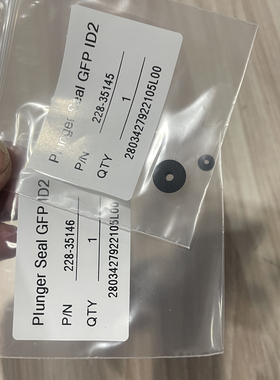 Plunger Seal GFP ID2
P/N 228-35145
QTY 1
2803427922105L00
Plunger Seal GFP ID2
P/N 228-35146
QTY 1
2803427922105L00